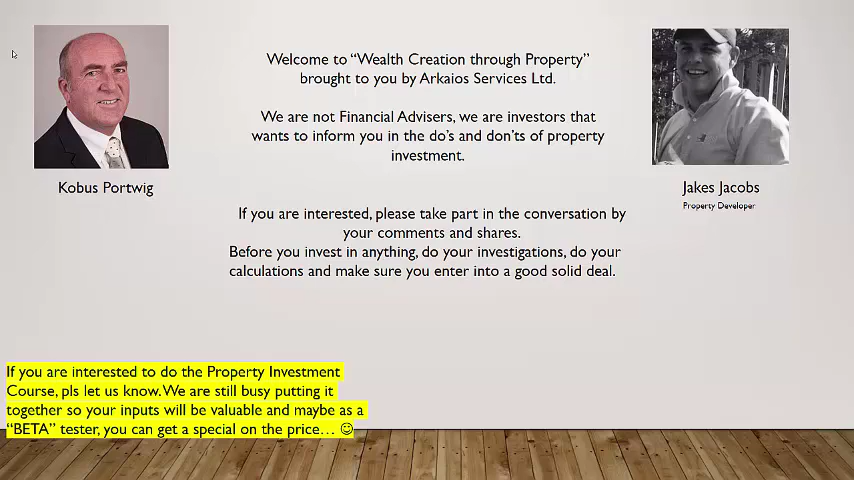 Welcome to “Wealth Creation through Property”
brought to you by Arkaios Services Ltd.
We are not Financial Advisers, we are investors that
wants to inform you in the do’s and don’ts of property
investment.
Kobus Portwig
Jakes Jacobs
Property Developer
If you are interested, please take part in the conversation by
your comments and shares.
Before you invest in anything, do your investigations, do your
calculations and make sure you enter into a good solid deal.
If you are interested to do the Property Investment
Course, pls let us know. We are still busy putting it
together so your inputs will be valuable and maybe as a
“BETA” tester, you can get a special on the price… ☺